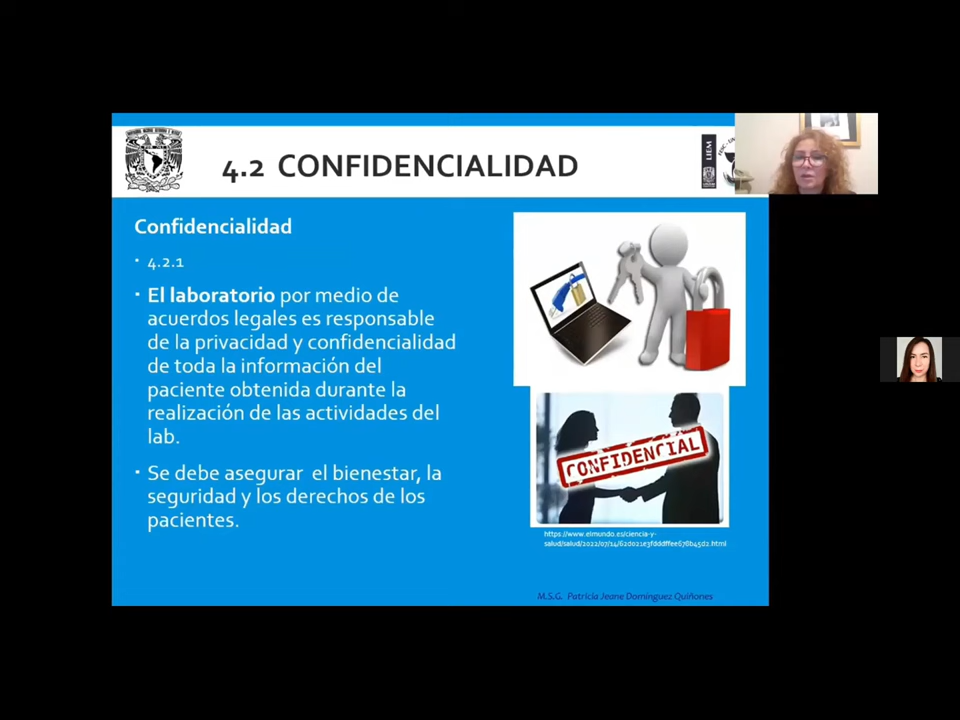 4.2 CONFIDENCIALIDAD
LIEM
Confidencialidad
• 4.2.1
• El laboratorio por medio de
acuerdos legales es responsable
de la privacidad y confidencialidad
de toda la información del
paciente obtenida durante la
realización de las actividades del
lab.
• Se debe asegurar el bienestar, la
seguridad y los derechos de los
pacientes.
CONFIDENCIAL
https://www.elmundo.es/ciencia-y-
salud/salud/2022/07/14/62d021e3fdddffee678b45d2.html
M.S.G. Patricia Jeane Domínguez Quiñones